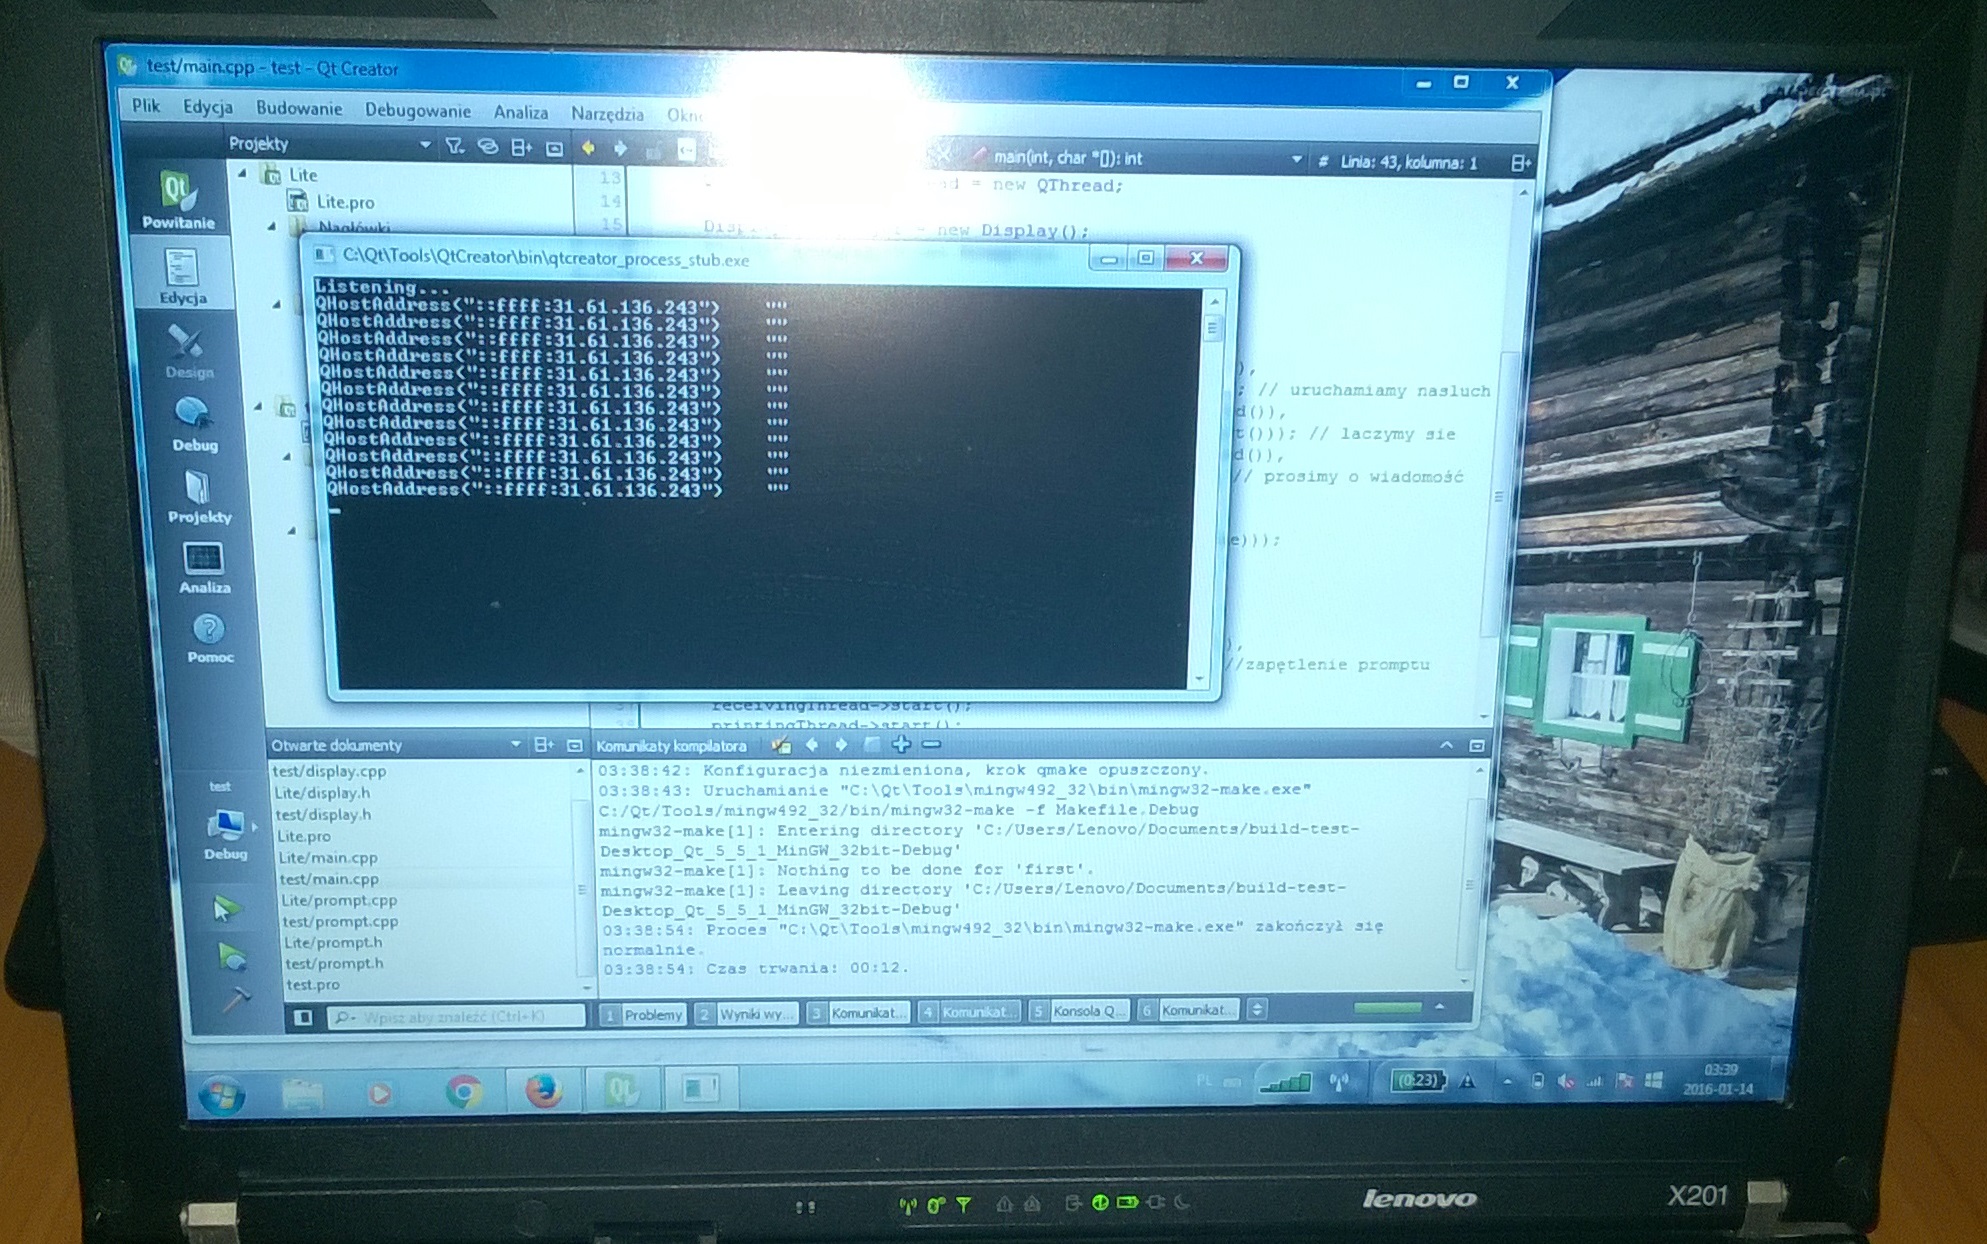 test/main.cpp - test - Qt Creator
Plik Edycja Budowanie Debugowanie Analiza Narzędzia
Projekty
main(int, char *[]): int
# Linia: 43, kolumna: 1
Lite
Lite.pro
Nagłówki
Powitanie
Edycja
Design
Debug
Projekty
Analiza
Pomoc
13
14
15
= new QThread;
new Display();
C:\Qt\Tools\QtCreator\bin\qtcreator_process_stub.exe
Listening...
QHostAddress("::ffff:31.61.136.243") ""
QHostAddress("::ffff:31.61.136.243") ""
QHostAddress("::ffff:31.61.136.243") ""
QHostAddress("::ffff:31.61.136.243") ""
QHostAddress("::ffff:31.61.136.243") ""
QHostAddress("::ffff:31.61.136.243") ""
QHostAddress("::ffff:31.61.136.243") ""
QHostAddress("::ffff:31.61.136.243") ""
QHostAddress("::ffff:31.61.136.243") ""
QHostAddress("::ffff:31.61.136.243") ""
QHostAddress("::ffff:31.61.136.243") ""
QHostAddress("::ffff:31.61.136.243") ""
),
; // uruchamiamy nasluch
d()),
t())); // laczymy sie
d()),
// prosimy o wiadomość
e)));
),
//zapętlenie promptu
receivingThread->start();
printingThread->start();
Otwarte dokumenty
test/display.cpp
Lite/display.h
test/display.h
Lite.pro
Lite/main.cpp
test/main.cpp
Lite/prompt.cpp
test/prompt.cpp
Lite/prompt.h
test/prompt.h
test.pro
test
Debug
Komunikaty kompilatora
03:38:42: Konfiguracja niezmieniona, krok qmake opuszczony.
03:38:43: Uruchamianie "C:\Qt\Tools\mingw492_32\bin\mingw32-make.exe"
C:/Qt/Tools/mingw492_32/bin/mingw32-make -f Makefile.Debug
mingw32-make[1]: Entering directory 'C:/Users/Lenovo/Documents/build-test-
Desktop_Qt_5_5_1_MinGW_32bit-Debug'
mingw32-make[1]: Nothing to be done for 'first'.
mingw32-make[1]: Leaving directory 'C:/Users/Lenovo/Documents/build-test-
Desktop_Qt_5_5_1_MinGW_32bit-Debug'
03:38:54: Proces "C:\Qt\Tools\mingw492_32\bin\mingw32-make.exe" zakończył się
normalnie.
03:38:54: Czas trwania: 00:12.
Wpisz aby znaleźć (Ctrl+K)
1 Problemy 2 Wyniki wy... 3 Komunikat... 4 Komunikat... 5 Konsola Q... 6 Komunikat...
PL
(0:23)
03:39
2016-01-14
lenovo
X201